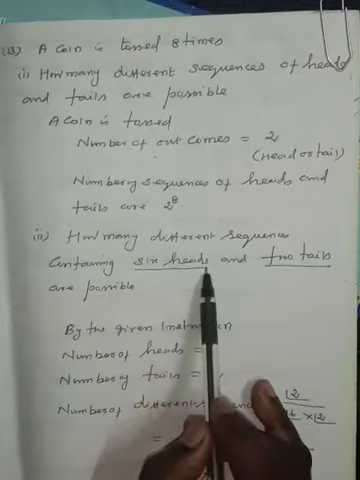 (13) A Coin is tossed 8 times
(i) How many different sequences of heads
and tails are possible
A Coin is tossed
Number of out comes = 2
(Head or tail)
Number of sequences of heads and
tails are 2⁸
(ii) How many different sequences
Containing six heads and two tails
are possible
By the given
Number of heads =
Number of tails =
Number of different
=